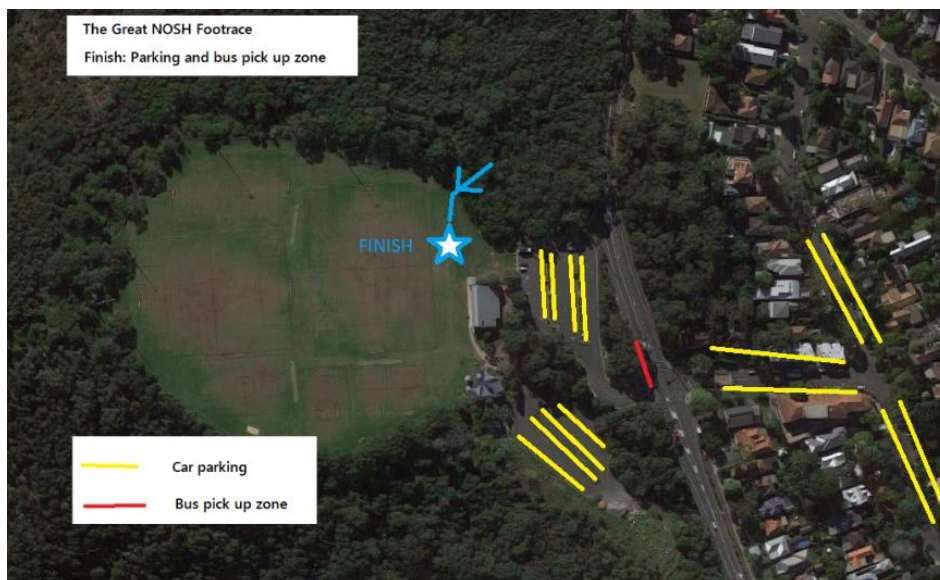 The Great NOSH Footrace
Finish: Parking and bus pick up zone
FINISH
Car parking
Bus pick up zone